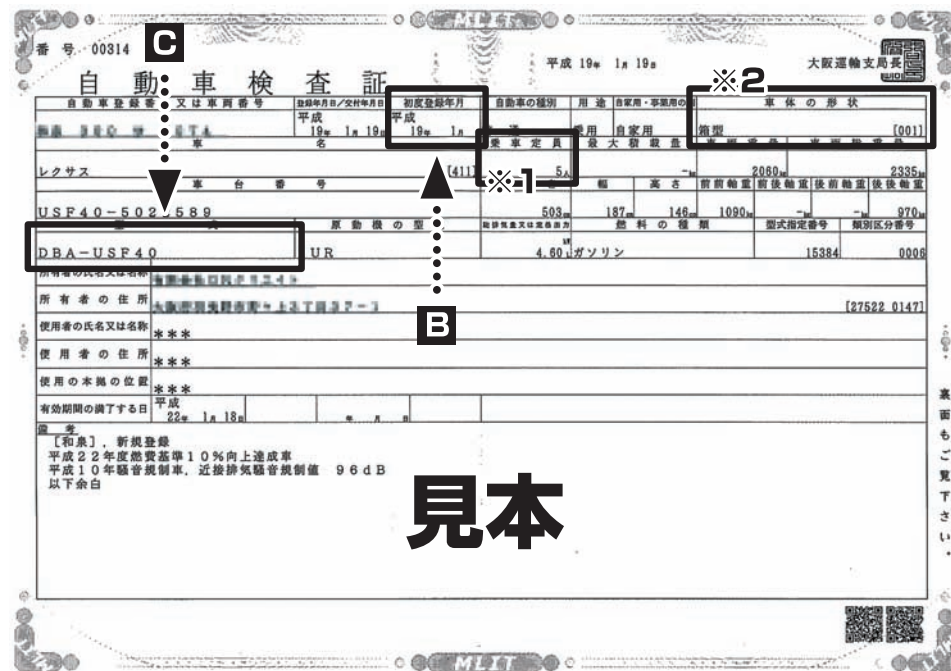 MLIT
番 号 00314
C
平成 19年 1月 19日
大阪運輸支局長
自 動 車 検 査 証
※2
自動車登録番 又は車両番号 登録年月日/交付年月日 初度登録年月 自動車の種別 用 途 自家用・事業用の 車 体 の 形 状
平成 19年 1月 19日 平成 19年 1月 乗用 自家用 箱型 [001]
車 名 乗 車 定 員 最 大 積 載 量
レクサス [411] 5人 -kg 2060kg 2335kg
※1
車 台 番 号 幅 高 さ 前前軸重 前後軸重 後前軸重 後後軸重
503cm 187cm 146cm 1090kg -kg -kg 970kg
原 動 機 の 型 燃 料 の 種 類 型式指定番号 類別区分番号
DBA-USF40 UR 4.60 ガソリン 15384 0006
所有者の氏名又は名称
所 有 者 の 住 所 [27522 0147]
B
使用者の氏名又は名称 ***
使 用 者 の 住 所 ***
使用の本拠の位置 ***
有効期間の満了する日 平成 22年 1月 18日 年 月 日
備 考
[和泉],新規登録
平成22年度燃費基準10%向上達成車
平成10年騒音規制車,近接排気騒音規制値 96dB
以下余白
見本
裏面もご覧下さい。
MLIT